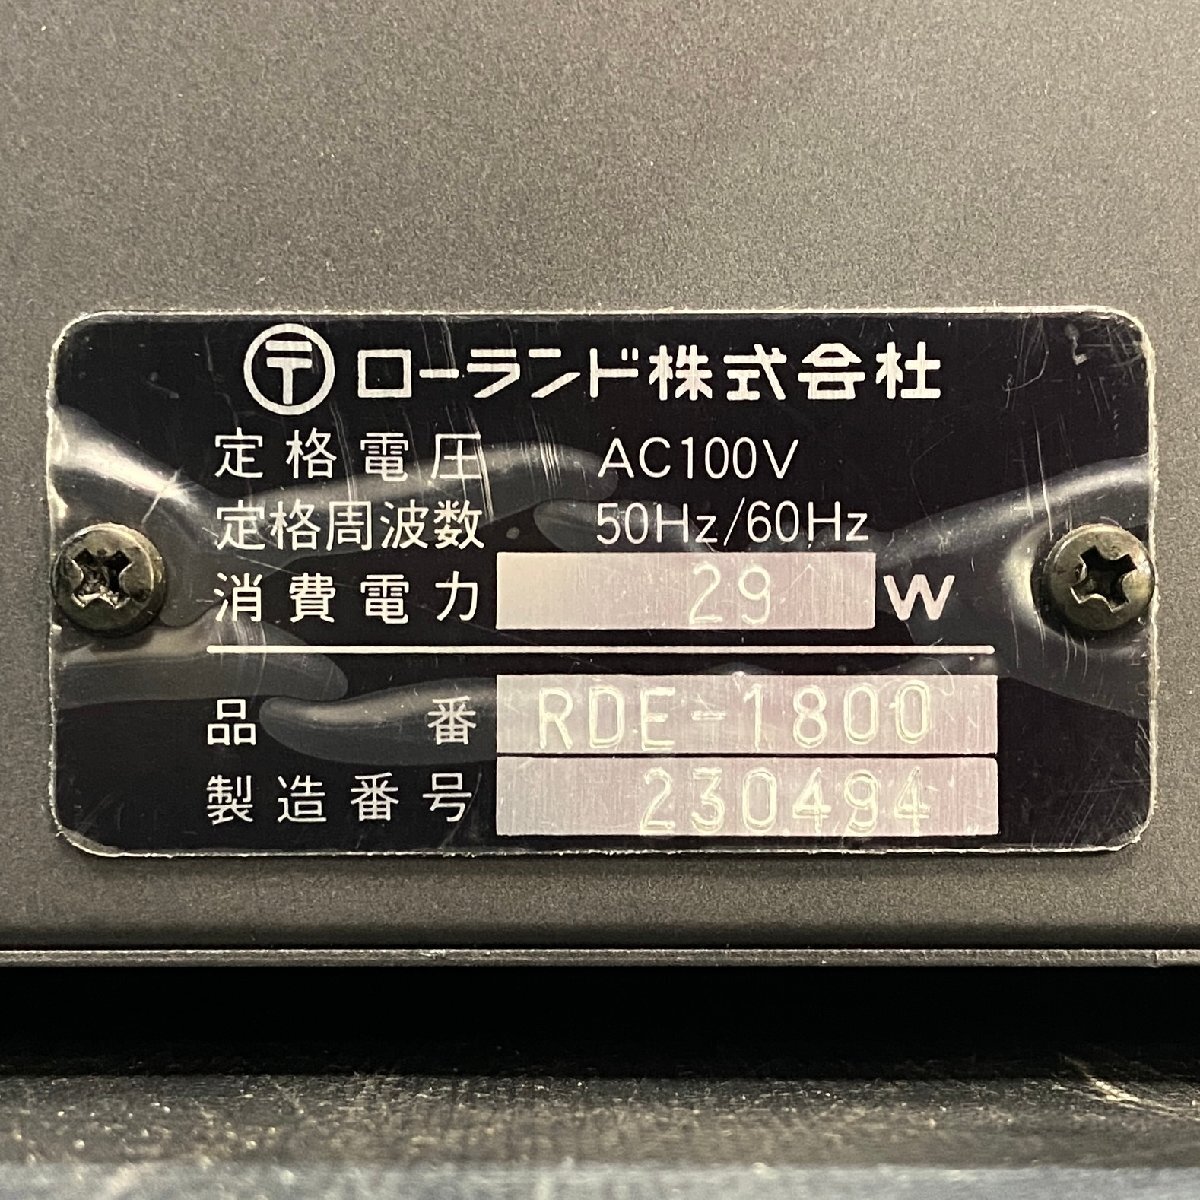 〒 ローランド株式会社
定格電圧 AC100V
定格周波数 50Hz/60Hz
消費電力 29 W
品番 RDE-1800
製造番号 230494